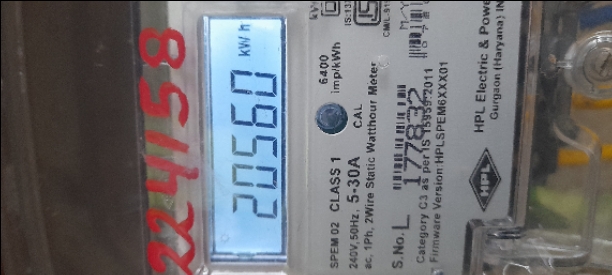 224158
20560 kWh
6400
imp/kWh
CAL
SPEM 02 CLASS 1
240V, 50Hz, 5-30A
ac, 1Ph, 2Wire Static Watthour Meter
S.No. L 177832
Category C3 as per IS 15959:2011
Firmware Version: HPLSPEM6XXX01
HPL
HPL Electric & Powe
Gurgaon (Haryana) IN